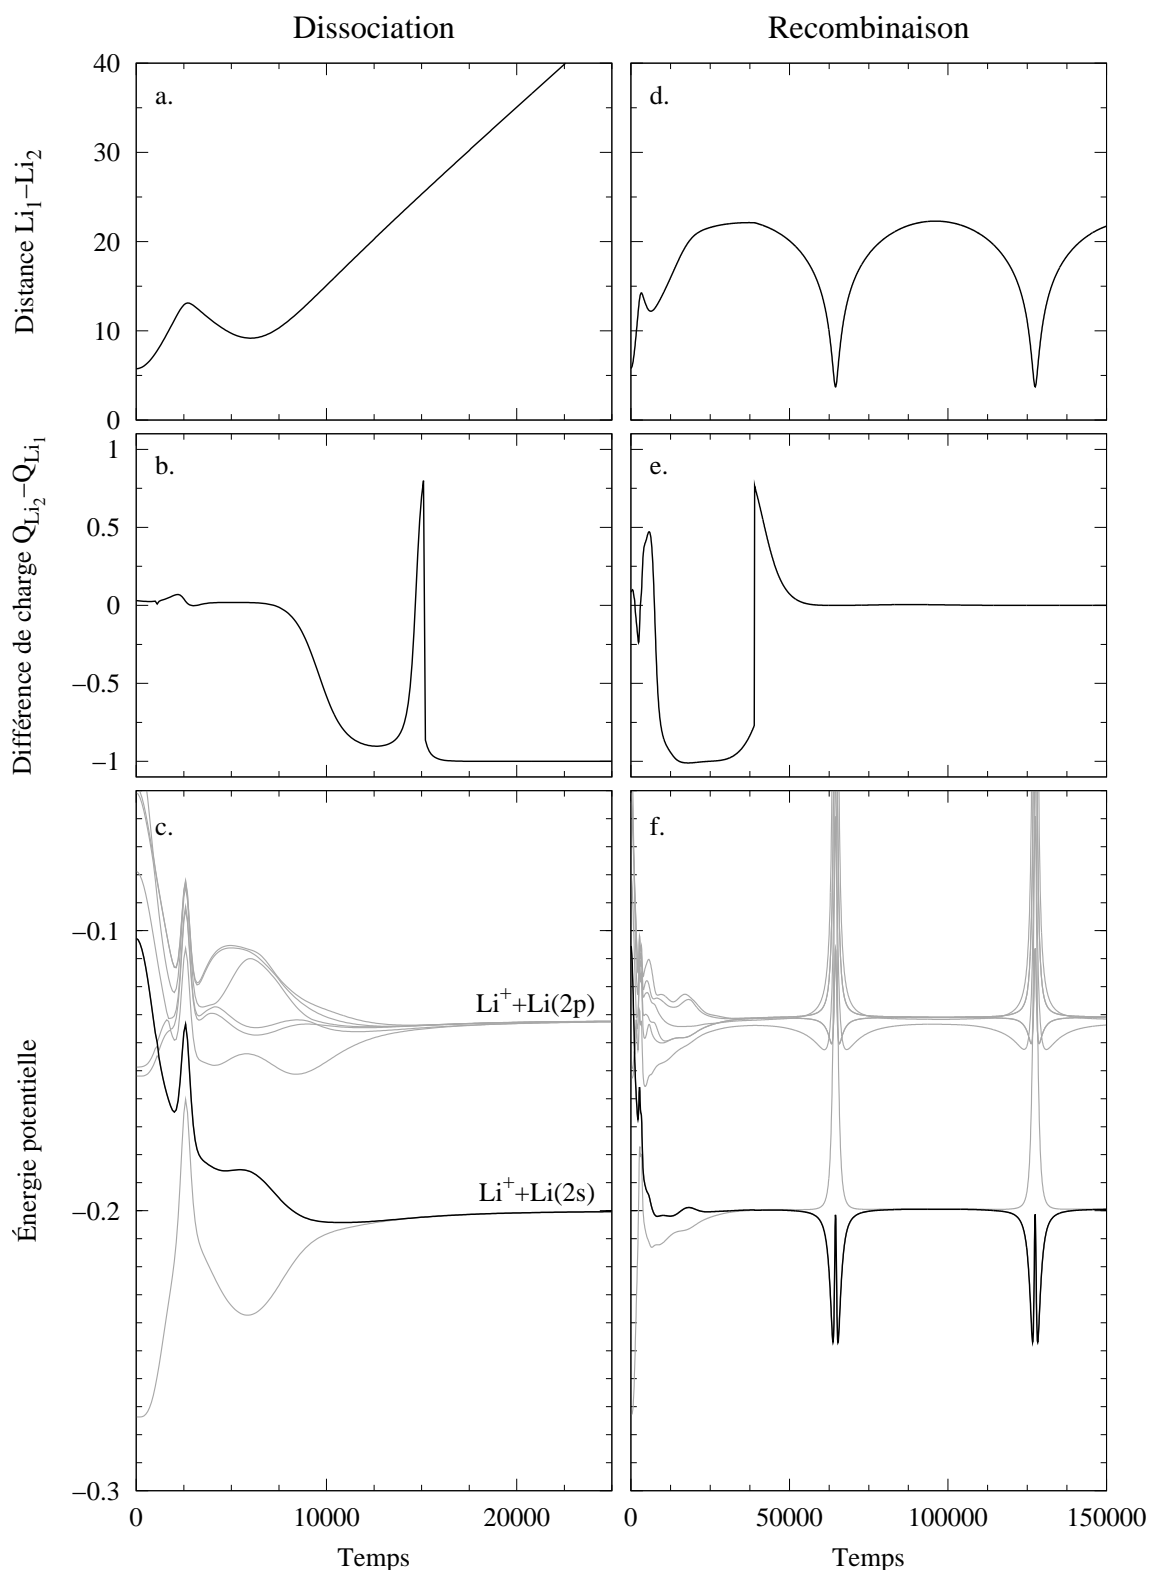 Dissociation
Recombinaison
Distance Li1−Li2
40
30
20
10
0
a.
d.
Différence de charge QLi2−QLi1
1
0.5
0
−0.5
−1
b.
e.
Énergie potentielle
−0.1
−0.2
−0.3
c.
Li++Li(2p)
Li++Li(2s)
f.
0
10000
20000
0
50000
100000
150000
Temps
Temps